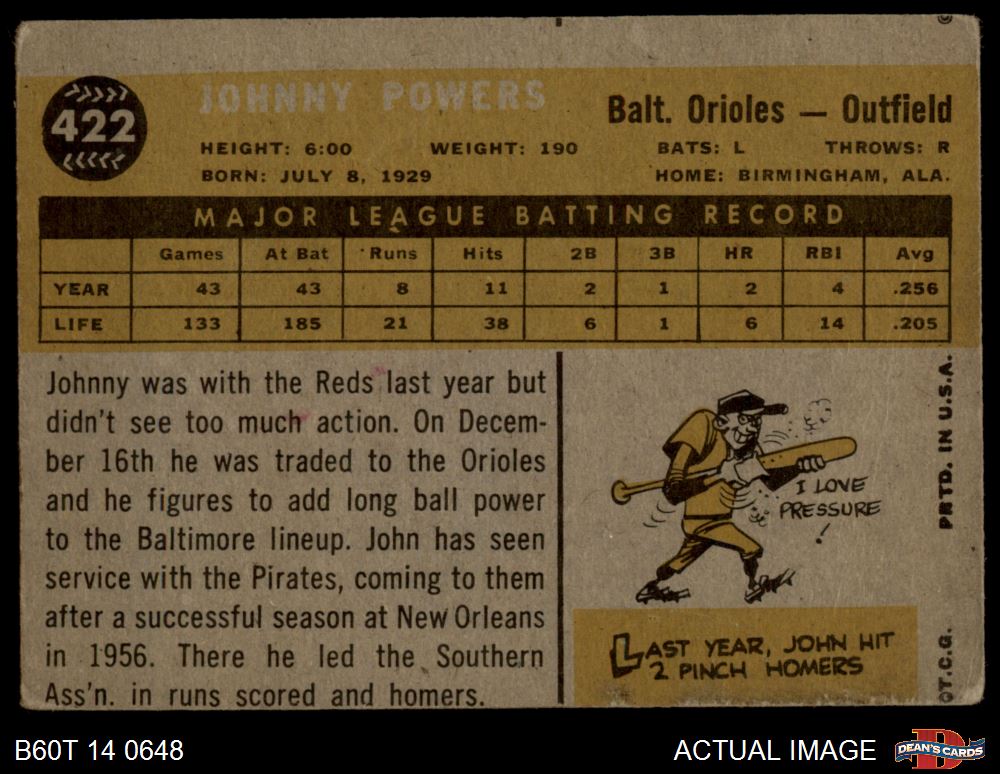 422
JOHNNY POWERS
Balt. Orioles — Outfield
HEIGHT: 6:00 WEIGHT: 190 BATS: L THROWS: R
BORN: JULY 8, 1929 HOME: BIRMINGHAM, ALA.
MAJOR LEAGUE BATTING RECORD
Games At Bat Runs Hits 2B 3B HR RBI Avg
YEAR 43 43 8 11 2 1 2 4 .256
LIFE 133 185 21 38 6 1 6 14 .205
Johnny was with the Reds last year but
didn't see too much action. On Decem-
ber 16th he was traded to the Orioles
and he figures to add long ball power
to the Baltimore lineup. John has seen
service with the Pirates, coming to them
after a successful season at New Orleans
in 1956. There he led the Southern
Ass'n. in runs scored and homers.
I LOVE
PRESSURE
!
LAST YEAR, JOHN HIT
2 PINCH HOMERS
©T.C.G. PRTD. IN U.S.A.
B60T 14 0648
ACTUAL IMAGE
DEAN'S CARDS